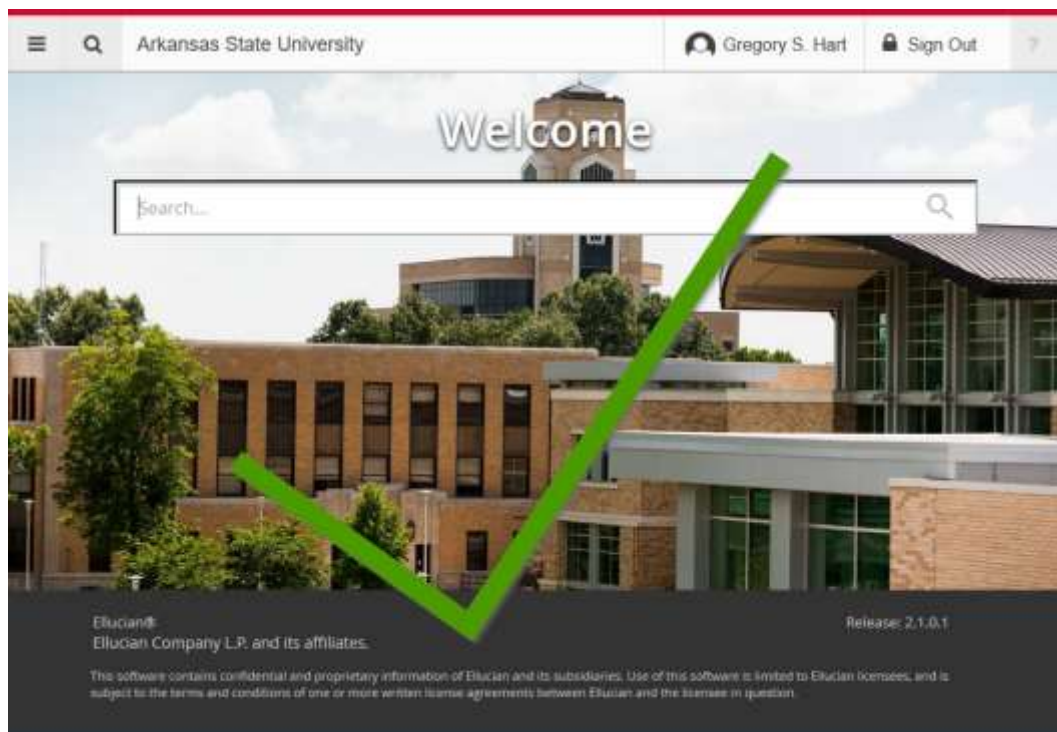 Arkansas State University
Gregory S. Hart
Sign Out
?
Welcome
Search...
Ellucian®
Release: 2.1.0.1
Ellucian Company L.P. and its affiliates.
This software contains confidential and proprietary information of Ellucian and its subsidiaries. Use of this software is limited to Ellucian licensees, and is
subject to the terms and conditions of one or more written license agreements between Ellucian and the licensee in question.